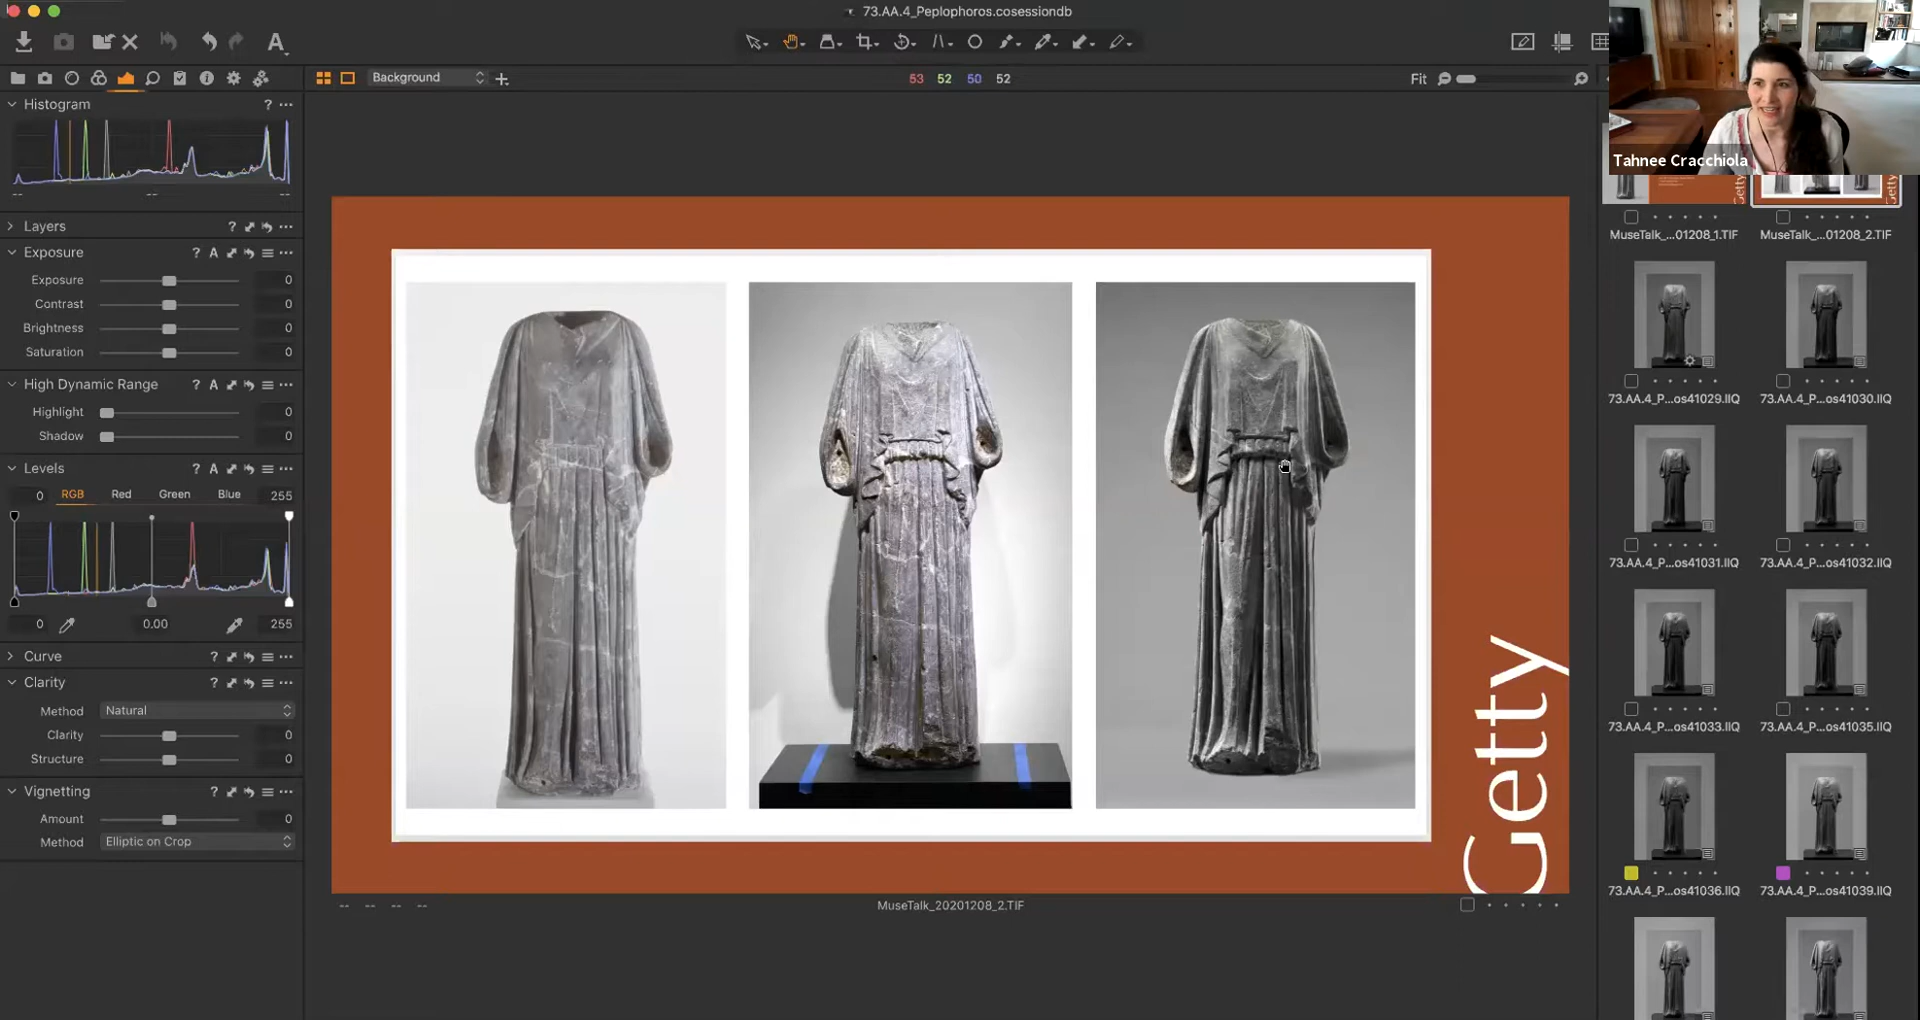 73.AA.4_Peplophoros.cosessiondb
Background
53 52 50 52
Fit
Histogram
Layers
Exposure
Exposure 0
Contrast 0
Brightness 0
Saturation 0
High Dynamic Range
Highlight 0
Shadow 0
Levels
0 RGB Red Green Blue 255
0 0.00 255
Curve
Clarity
Method Natural
Clarity 0
Structure 0
Vignetting
Amount 0
Method Elliptic on Crop
Getty
MuseTalk_20201208_2.TIF
Tahnee Cracchiola
Getty
Getty
MuseTalk_...01208_1.TIF
MuseTalk_...01208_2.TIF
73.AA.4_P...os41029.IIQ
73.AA.4_P...os41030.IIQ
73.AA.4_P...os41031.IIQ
73.AA.4_P...os41032.IIQ
73.AA.4_P...os41033.IIQ
73.AA.4_P...os41035.IIQ
73.AA.4_P...os41036.IIQ
73.AA.4_P...os41039.IIQ